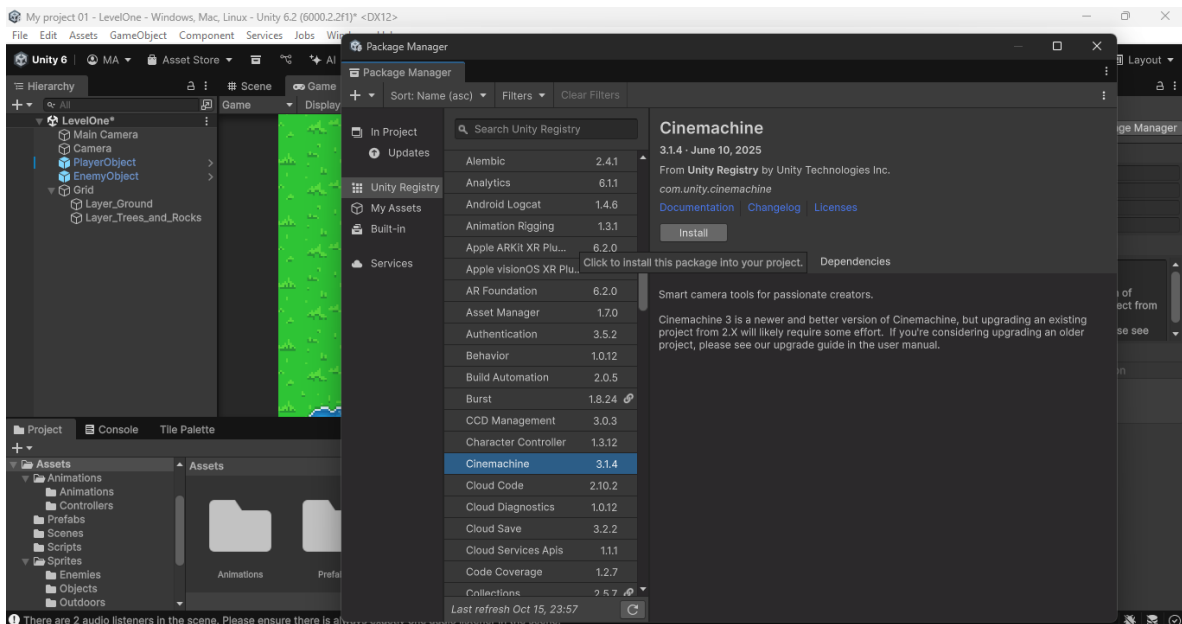 My project 01 - LevelOne - Windows, Mac, Linux - Unity 6.2 (6000.2.2f1)* <DX12>
File Edit Assets GameObject Component Services Jobs
Unity 6 MA Asset Store AI
Layout
Hierarchy
Scene Game
All
Game Display
LevelOne*
Main Camera
Camera
PlayerObject
EnemyObject
Grid
Layer_Ground
Layer_Trees_and_Rocks
Package Manager
Package Manager
Sort: Name (asc) Filters Clear Filters
In Project
Updates
Unity Registry
My Assets
Built-in
Services
Search Unity Registry
Alembic 2.4.1
Analytics 6.1.1
Android Logcat 1.4.6
Animation Rigging 1.3.1
Apple ARKit XR Plu... 6.2.0
Apple visionOS XR Plu...
AR Foundation 6.2.0
Asset Manager 1.7.0
Authentication 3.5.2
Behavior 1.0.12
Build Automation 2.0.5
Burst 1.8.24
CCD Management 3.0.3
Character Controller 1.3.12
Cinemachine 3.1.4
Cloud Code 2.10.2
Cloud Diagnostics 1.0.12
Cloud Save 3.2.2
Cloud Services Apis 1.1.1
Code Coverage 1.2.7
Collections 2.5.7
Last refresh Oct 15, 23:57
Cinemachine
3.1.4 · June 10, 2025
From Unity Registry by Unity Technologies Inc.
com.unity.cinemachine
Documentation Changelog Licenses
Install
Click to install this package into your project.
Dependencies
Smart camera tools for passionate creators.
Cinemachine 3 is a newer and better version of Cinemachine, but upgrading an existing
project from 2.X will likely require some effort. If you're considering upgrading an older
project, please see our upgrade guide in the user manual.
Manager
of
from
see
Project Console Tile Palette
Assets
Animations
Animations
Controllers
Prefabs
Scenes
Scripts
Sprites
Enemies
Objects
Outdoors
Assets
Animations
Prefa
There are 2 audio listeners in the scene. Please ensure there is always exactly one audio listener in the scene.